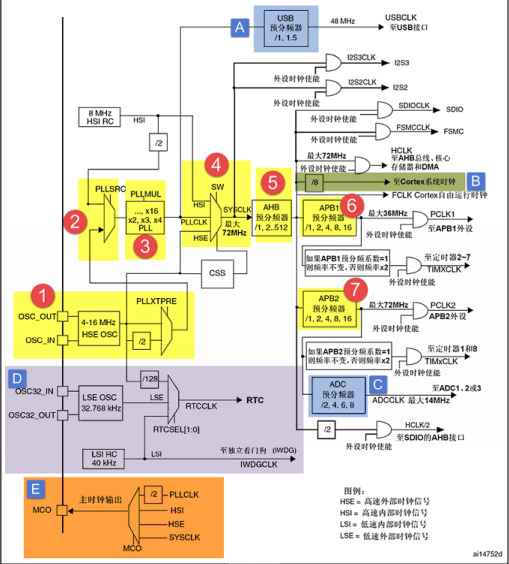 A
USB
预分频器
/1, 1.5
48 MHz
USBCLK
至USB接口
I2S3CLK
I2S3
外设时钟使能
I2S2CLK
I2S2
外设时钟使能
8 MHz
HSI RC
HSI
SDIOCLK
SDIO
外设时钟使能
FSMCCLK
FSMC
外设时钟使能
/2
4
SW
5
最大72MHz
外设时钟使能
HCLK
至AHB总线、核心
存储器和DMA
B
/8
至Cortex系统时钟
FCLK Cortex自由运行时钟
2
PLLSRC
PLLMUL
..., x16
x2, x3, x4
PLL
3
HSI
PLLCLK
HSE
SYSCLK
最大
72MHz
AHB
预分频器
/1, 2..512
APB1
预分频器
/1, 2, 4, 8, 16
6
最大36MHz
PCLK1
至APB1外设
外设时钟使能
CSS
如果APB1预分频系数=1
则频率不变，否则频率x2
至定时器2~7
TIMXCLK
外设时钟使能
1
OSC_OUT
OSC_IN
4-16 MHz
HSE OSC
PLLXTPRE
/2
7
APB2
预分频器
/1, 2, 4, 8, 16
最大72MHz
PCLK2
APB2外设
外设时钟使能
如果APB2预分频系数=1
则频率不变，否则频率x2
至定时器1和8
TIMxCLK
外设时钟使能
D
OSC32_IN
OSC32_OUT
LSE OSC
32.768 kHz
/128
LSE
RTCCLK
RTC
RTCSEL[1:0]
C
ADC
预分频器
/2, 4, 6, 8
至ADC1、2或3
ADCCLK 最大14MHz
LSI RC
40 kHz
LSI
至独立看门狗 (IWDG)
IWDGCLK
/2
HCLK/2
至SDIO的AHB接口
外设时钟使能
E
主时钟输出
MCO
/2
PLLCLK
HSI
HSE
SYSCLK
MCO
图例：
HSE = 高速外部时钟信号
HSI = 高速内部时钟信号
LSI = 低速内部时钟信号
LSE = 低速外部时钟信号
ai14752d